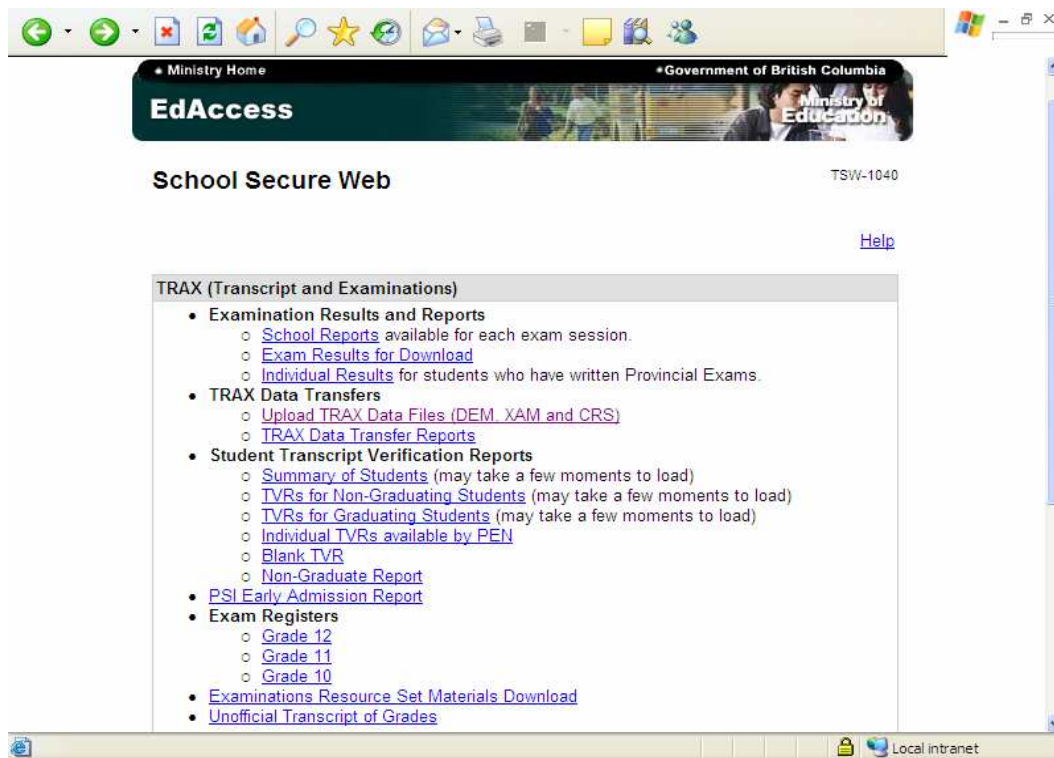 • Ministry Home
•Government of British Columbia
EdAccess
Ministry of
Education
School Secure Web
TSW-1040
Help
TRAX (Transcript and Examinations)
• Examination Results and Reports
○ School Reports available for each exam session.
○ Exam Results for Download
○ Individual Results for students who have written Provincial Exams.
• TRAX Data Transfers
○ Upload TRAX Data Files (DEM, XAM and CRS)
○ TRAX Data Transfer Reports
• Student Transcript Verification Reports
○ Summary of Students (may take a few moments to load)
○ TVRs for Non-Graduating Students (may take a few moments to load)
○ TVRs for Graduating Students (may take a few moments to load)
○ Individual TVRs available by PEN
○ Blank TVR
○ Non-Graduate Report
• PSI Early Admission Report
• Exam Registers
○ Grade 12
○ Grade 11
○ Grade 10
• Examinations Resource Set Materials Download
• Unofficial Transcript of Grades
Local intranet